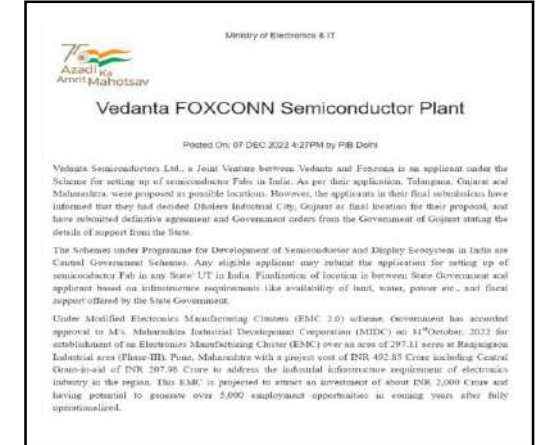 Ministry of Electronics & IT
75
Azadi Ka
Amrit Mahotsav
Vedanta FOXCONN Semiconductor Plant
Posted On: 07 DEC 2022 4:27PM by PIB Delhi
Vedanta Semiconductors Ltd., a Joint Venture between Vedanta and Foxconn is an applicant under the
Scheme for setting up of semiconductor Fabs in India. As per their application, Telangana, Gujarat and
Maharashtra, were proposed as possible locations. However, the applicants in their final submissions have
informed that they had decided Dholera Industrial City, Gujarat as final location for their proposal, and
have submitted definitive agreement and Government orders from the Government of Gujarat stating the
details of support from the State.
The Schemes under Programme for Development of Semiconductor and Display Ecosystem in India are
Central Government Schemes. Any eligible applicant may submit the application for setting up of
semiconductor Fab in any State/ UT in India. Finalization of location is between State Government and
applicant based on infrastructure requirements like availability of land, water, power etc., and fiscal
support offered by the State Government.
Under Modified Electronics Manufacturing Clusters (EMC 2.0) scheme, Government has accorded
approval to M/s. Maharashtra Industrial Development Corporation (MIDC) on 31st October, 2022 for
establishment of an Electronics Manufacturing Cluster (EMC) over an area of 297.11 acres at Ranjangaon
Industrial area (Phase-III), Pune, Maharashtra with a project cost of INR 492.85 Crore including Central
Grant-in-aid of INR 207.98 Crore to address the industrial infrastructure requirement of electronics
industry in the region. This EMC is projected to attract an investment of about INR 2,000 Crore and
having potential to generate over 5,000 employment opportunities in coming years after fully
operationalized.